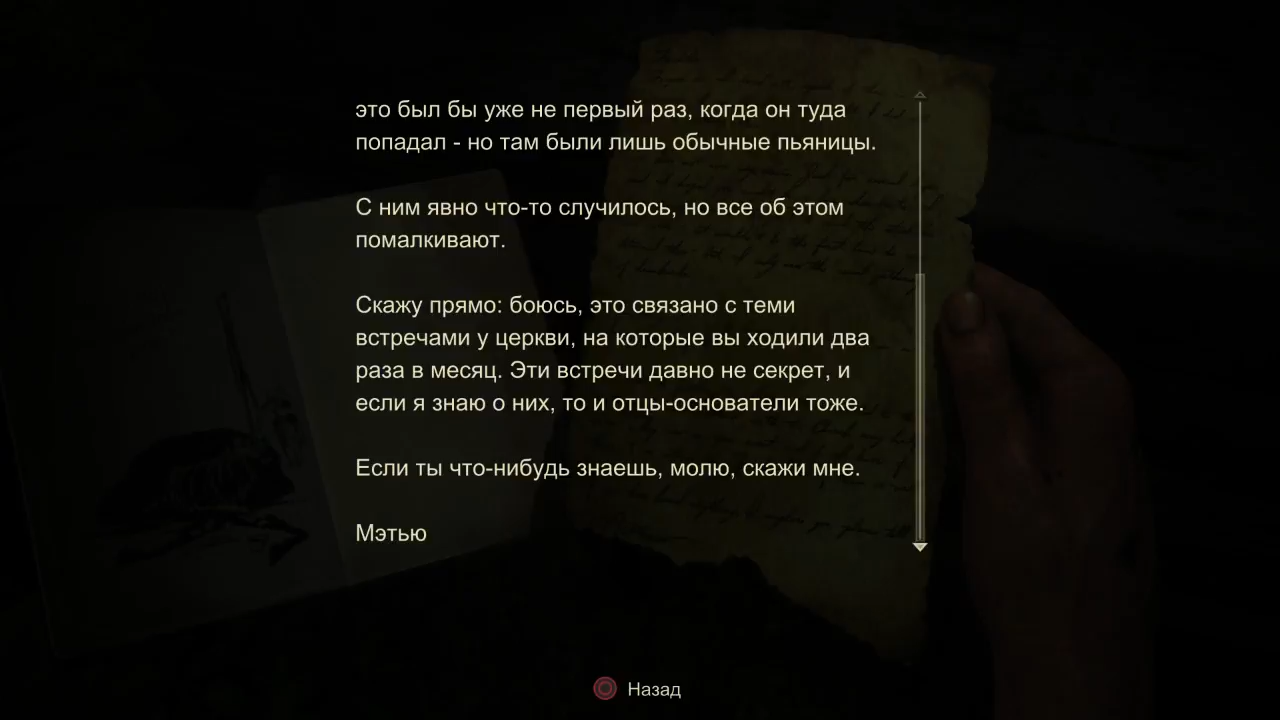 это был бы уже не первый раз, когда он туда
попадал - но там были лишь обычные пьяницы.
С ним явно что-то случилось, но все об этом
помалкивают.
Скажу прямо: боюсь, это связано с теми
встречами у церкви, на которые вы ходили два
раза в месяц. Эти встречи давно не секрет, и
если я знаю о них, то и отцы-основатели тоже.
Если ты что-нибудь знаешь, молю, скажи мне.
Мэтью
Назад